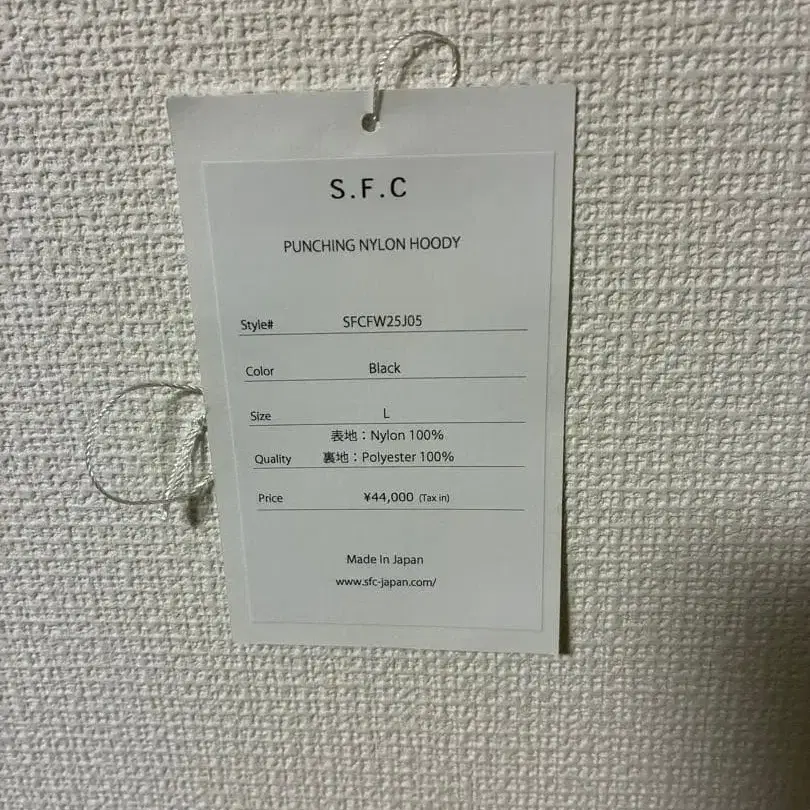 S.F.C
PUNCHING NYLON HOODY
Style# SFCFW25J05
Color Black
Size L
表地：Nylon 100%
Quality 裏地：Polyester 100%
Price ¥44,000 (Tax in)
Made In Japan
www.sfc-japan.com/